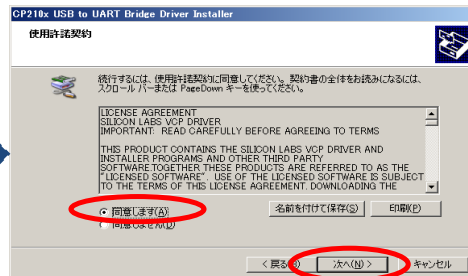 CP210x USB to UART Bridge Driver Installer
使用許諾契約
続行するには、使用許諾契約に同意してください。契約書の全体をお読みになるには、
スクロール バーまたは PageDown キーを使ってください。
LICENSE AGREEMENT
SILICON LABS VCP DRIVER
IMPORTANT: READ CAREFULLY BEFORE AGREEING TO TERMS
THIS PRODUCT CONTAINS THE SILICON LABS VCP DRIVER AND
INSTALLER PROGRAMS AND OTHER THIRD PARTY
SOFTWARE.TOGETHER THESE PRODUCTS ARE REFERRED TO AS THE
"LICENSED SOFTWARE". USE OF THE LICENSED SOFTWARE IS SUBJECT
TO THE TERMS OF THIS LICENSE AGREEMENT. DOWNLOADING THE
同意します(A)
名前を付けて保存(S)
印刷(P)
同意しません(D)
< 戻る(B)
次へ(N) >
キャンセル